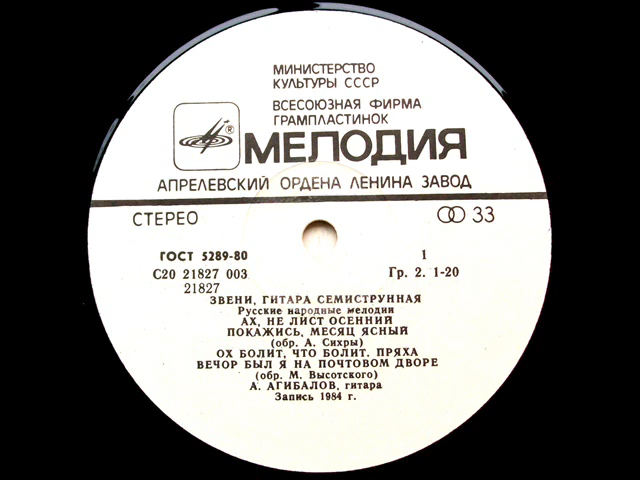 МИНИСТЕРСТВО
КУЛЬТУРЫ СССР
ВСЕСОЮЗНАЯ ФИРМА
ГРАМПЛАСТИНОК
®
МЕЛОДИЯ
АПРЕЛЕВСКИЙ ОРДЕНА ЛЕНИНА ЗАВОД
СТЕРЕО 33
ГОСТ 5289-80 1
С20 21827 003 Гр. 2. 1-20
21827
ЗВЕНИ, ГИТАРА СЕМИСТРУННАЯ
Русские народные мелодии
АХ, НЕ ЛИСТ ОСЕННИЙ
ПОКАЖИСЬ, МЕСЯЦ ЯСНЫЙ
(обр. А. Сихры)
ОХ БОЛИТ, ЧТО БОЛИТ. ПРЯХА
ВЕЧОР БЫЛ Я НА ПОЧТОВОМ ДВОРЕ
(обр. М. Высотского)
А. АГИБАЛОВ, гитара
Запись 1984 г.